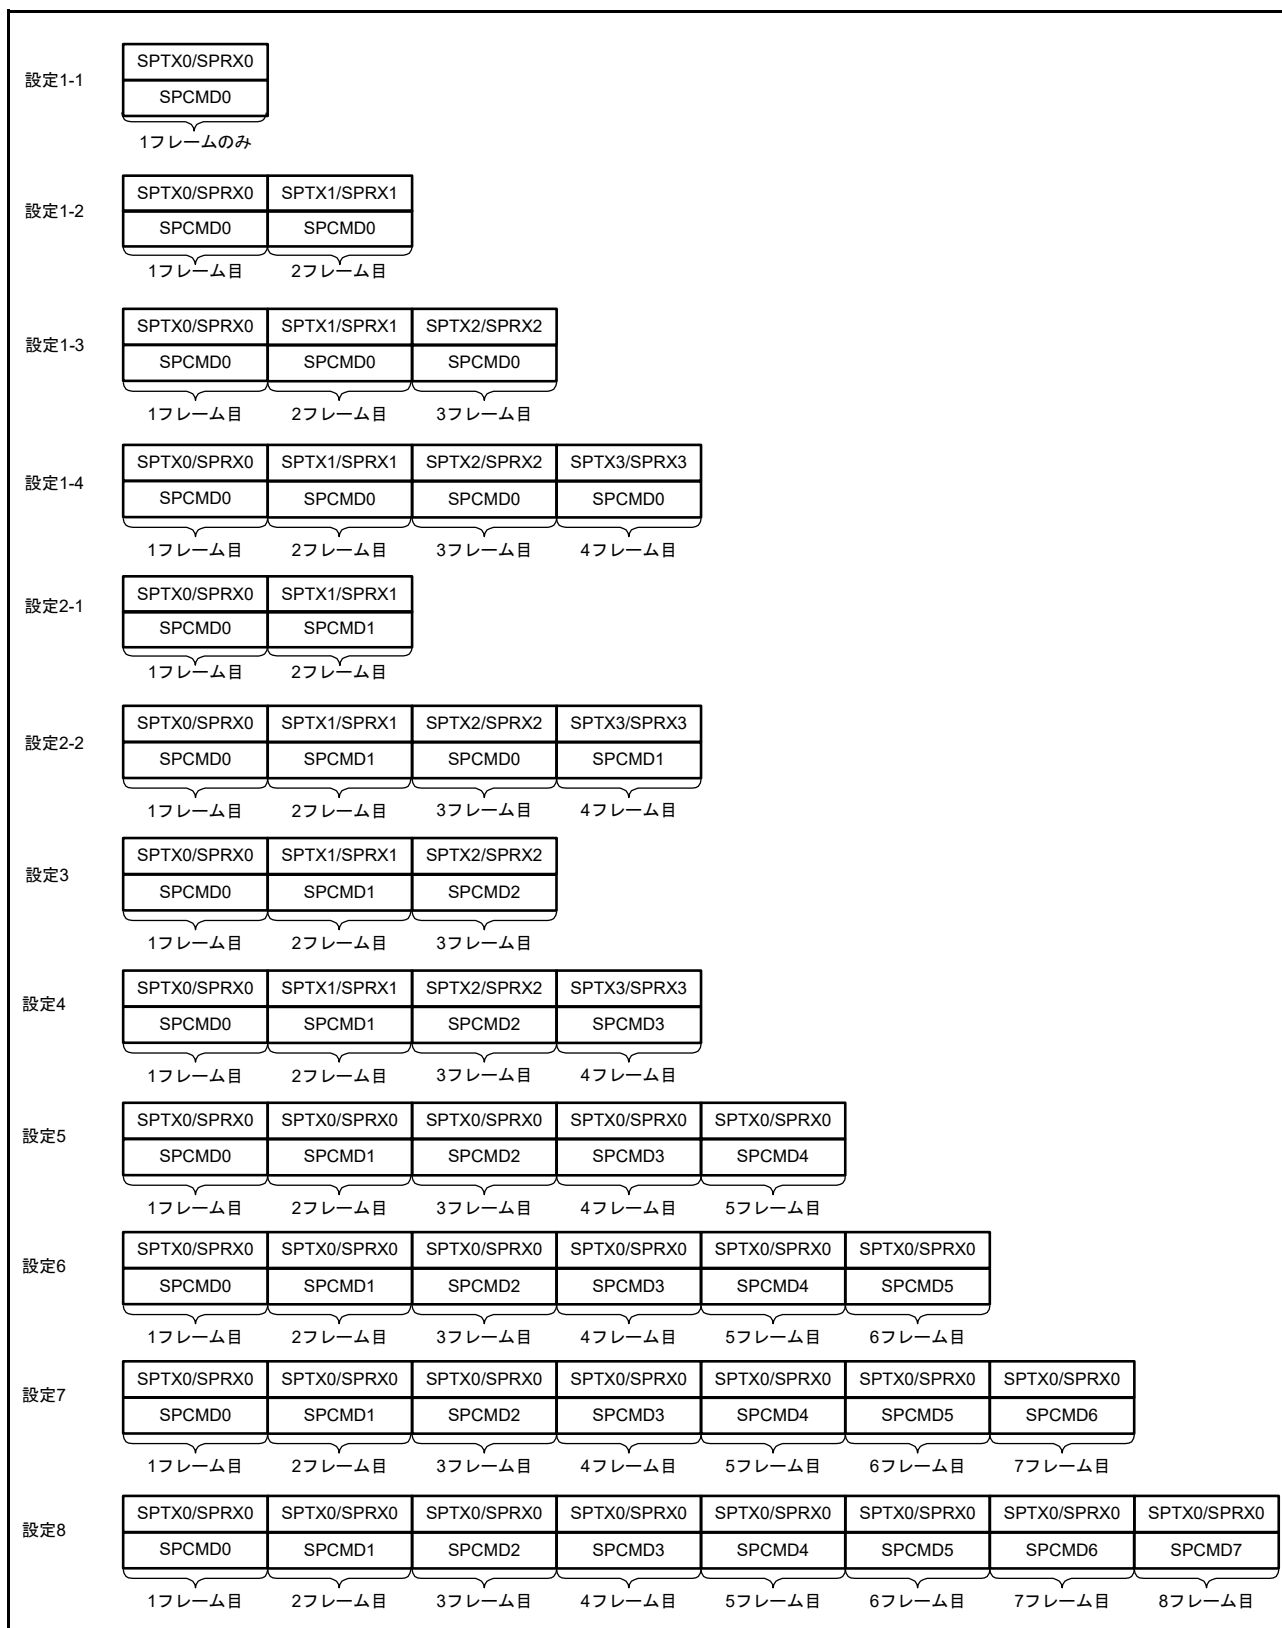 設定1-1
SPTX0/SPRX0
SPCMD0
1フレームのみ
設定1-2
SPTX0/SPRX0 SPTX1/SPRX1
SPCMD0 SPCMD0
1フレーム目 2フレーム目
設定1-3
SPTX0/SPRX0 SPTX1/SPRX1 SPTX2/SPRX2
SPCMD0 SPCMD0 SPCMD0
1フレーム目 2フレーム目 3フレーム目
設定1-4
SPTX0/SPRX0 SPTX1/SPRX1 SPTX2/SPRX2 SPTX3/SPRX3
SPCMD0 SPCMD0 SPCMD0 SPCMD0
1フレーム目 2フレーム目 3フレーム目 4フレーム目
設定2-1
SPTX0/SPRX0 SPTX1/SPRX1
SPCMD0 SPCMD1
1フレーム目 2フレーム目
設定2-2
SPTX0/SPRX0 SPTX1/SPRX1 SPTX2/SPRX2 SPTX3/SPRX3
SPCMD0 SPCMD1 SPCMD0 SPCMD1
1フレーム目 2フレーム目 3フレーム目 4フレーム目
設定3
SPTX0/SPRX0 SPTX1/SPRX1 SPTX2/SPRX2
SPCMD0 SPCMD1 SPCMD2
1フレーム目 2フレーム目 3フレーム目
設定4
SPTX0/SPRX0 SPTX1/SPRX1 SPTX2/SPRX2 SPTX3/SPRX3
SPCMD0 SPCMD1 SPCMD2 SPCMD3
1フレーム目 2フレーム目 3フレーム目 4フレーム目
設定5
SPTX0/SPRX0 SPTX0/SPRX0 SPTX0/SPRX0 SPTX0/SPRX0 SPTX0/SPRX0
SPCMD0 SPCMD1 SPCMD2 SPCMD3 SPCMD4
1フレーム目 2フレーム目 3フレーム目 4フレーム目 5フレーム目
設定6
SPTX0/SPRX0 SPTX0/SPRX0 SPTX0/SPRX0 SPTX0/SPRX0 SPTX0/SPRX0 SPTX0/SPRX0
SPCMD0 SPCMD1 SPCMD2 SPCMD3 SPCMD4 SPCMD5
1フレーム目 2フレーム目 3フレーム目 4フレーム目 5フレーム目 6フレーム目
設定7
SPTX0/SPRX0 SPTX0/SPRX0 SPTX0/SPRX0 SPTX0/SPRX0 SPTX0/SPRX0 SPTX0/SPRX0 SPTX0/SPRX0
SPCMD0 SPCMD1 SPCMD2 SPCMD3 SPCMD4 SPCMD5 SPCMD6
1フレーム目 2フレーム目 3フレーム目 4フレーム目 5フレーム目 6フレーム目 7フレーム目
設定8
SPTX0/SPRX0 SPTX0/SPRX0 SPTX0/SPRX0 SPTX0/SPRX0 SPTX0/SPRX0 SPTX0/SPRX0 SPTX0/SPRX0 SPTX0/SPRX0
SPCMD0 SPCMD1 SPCMD2 SPCMD3 SPCMD4 SPCMD5 SPCMD6 SPCMD7
1フレーム目 2フレーム目 3フレーム目 4フレーム目 5フレーム目 6フレーム目 7フレーム目 8フレーム目